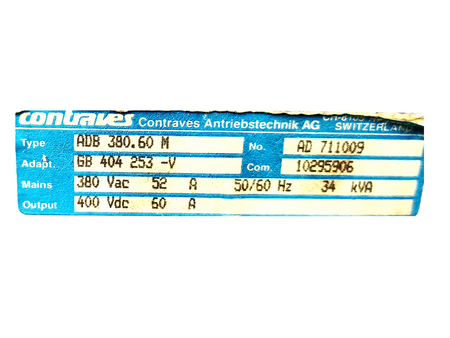 contraves Contraves Antriebstechnik AG SWITZERLAND
Type ADB 380.60 M No. AD 711009
Adapt. GB 404 253 -V Com. 10295906
Mains 380 Vac 52 A 50/60 Hz 34 kVA
Output 400 Vdc 60 A